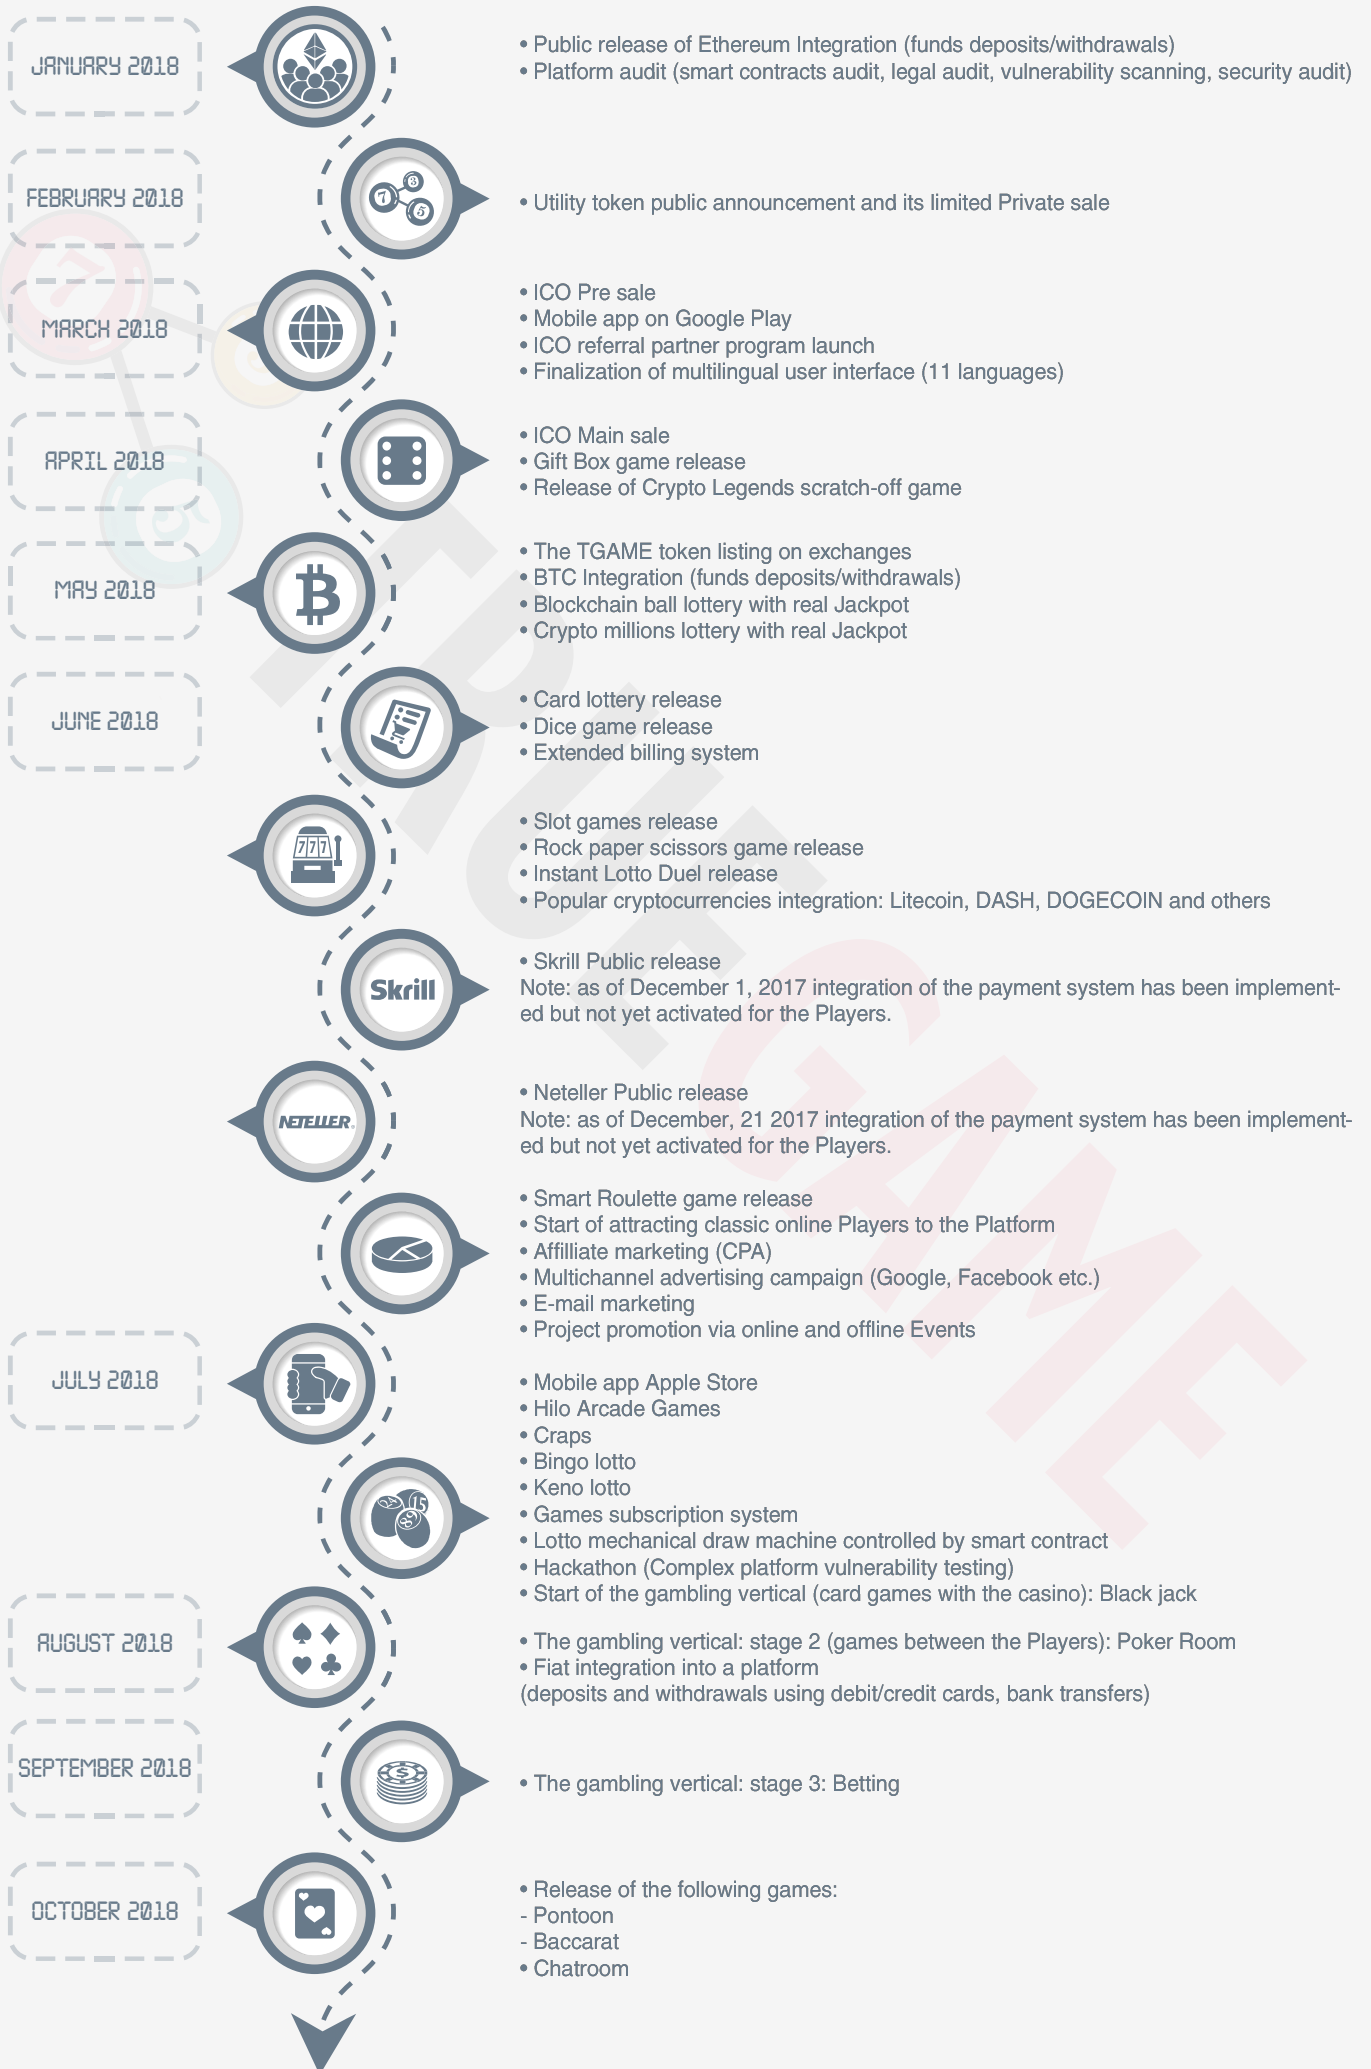 JANUARY 2018
• Public release of Ethereum Integration (funds deposits/withdrawals)
• Platform audit (smart contracts audit, legal audit, vulnerability scanning, security audit)
FEBRUARY 2018
7
3
5
• Utility token public announcement and its limited Private sale
7
MARCH 2018
• ICO Pre sale
• Mobile app on Google Play
• ICO referral partner program launch
• Finalization of multilingual user interface (11 languages)
APRIL 2018
• ICO Main sale
• Gift Box game release
• Release of Crypto Legends scratch-off game
MAY 2018
• The TGAME token listing on exchanges
• BTC Integration (funds deposits/withdrawals)
• Blockchain ball lottery with real Jackpot
• Crypto millions lottery with real Jackpot
TRUEGAME
JUNE 2018
• Card lottery release
• Dice game release
• Extended billing system
777
• Slot games release
• Rock paper scissors game release
• Instant Lotto Duel release
• Popular cryptocurrencies integration: Litecoin, DASH, DOGECOIN and others
Skrill
• Skrill Public release
Note: as of December 1, 2017 integration of the payment system has been implement-
ed but not yet activated for the Players.
NETELLER
• Neteller Public release
Note: as of December, 21 2017 integration of the payment system has been implement-
ed but not yet activated for the Players.
• Smart Roulette game release
• Start of attracting classic online Players to the Platform
• Affilliate marketing (CPA)
• Multichannel advertising campaign (Google, Facebook etc.)
• E-mail marketing
• Project promotion via online and offline Events
JULY 2018
• Mobile app Apple Store
• Hilo Arcade Games
• Craps
• Bingo lotto
• Keno lotto
24
15
89
• Games subscription system
• Lotto mechanical draw machine controlled by smart contract
• Hackathon (Complex platform vulnerability testing)
• Start of the gambling vertical (card games with the casino): Black jack
AUGUST 2018
• The gambling vertical: stage 2 (games between the Players): Poker Room
• Fiat integration into a platform
(deposits and withdrawals using debit/credit cards, bank transfers)
SEPTEMBER 2018
$
• The gambling vertical: stage 3: Betting
OCTOBER 2018
• Release of the following games:
- Pontoon
- Baccarat
• Chatroom